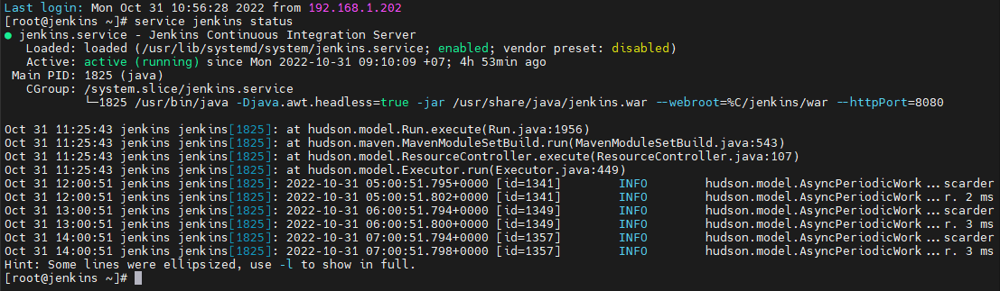 Last login: Mon Oct 31 10:56:28 2022 from 192.168.1.202
[root@jenkins ~]# service jenkins status
● jenkins.service - Jenkins Continuous Integration Server
   Loaded: loaded (/usr/lib/systemd/system/jenkins.service; enabled; vendor preset: disabled)
   Active: active (running) since Mon 2022-10-31 09:10:09 +07; 4h 53min ago
 Main PID: 1825 (java)
   CGroup: /system.slice/jenkins.service
           └─1825 /usr/bin/java -Djava.awt.headless=true -jar /usr/share/java/jenkins.war --webroot=%C/jenkins/war --httpPort=8080

Oct 31 11:25:43 jenkins jenkins[1825]: at hudson.model.Run.execute(Run.java:1956)
Oct 31 11:25:43 jenkins jenkins[1825]: at hudson.maven.MavenModuleSetBuild.run(MavenModuleSetBuild.java:543)
Oct 31 11:25:43 jenkins jenkins[1825]: at hudson.model.ResourceController.execute(ResourceController.java:107)
Oct 31 11:25:43 jenkins jenkins[1825]: at hudson.model.Executor.run(Executor.java:449)
Oct 31 12:00:51 jenkins jenkins[1825]: 2022-10-31 05:00:51.795+0000 [id=1341]        INFO        hudson.model.AsyncPeriodicWork...scarder
Oct 31 12:00:51 jenkins jenkins[1825]: 2022-10-31 05:00:51.802+0000 [id=1341]        INFO        hudson.model.AsyncPeriodicWork...r. 2 ms
Oct 31 13:00:51 jenkins jenkins[1825]: 2022-10-31 06:00:51.794+0000 [id=1349]        INFO        hudson.model.AsyncPeriodicWork...scarder
Oct 31 13:00:51 jenkins jenkins[1825]: 2022-10-31 06:00:51.800+0000 [id=1349]        INFO        hudson.model.AsyncPeriodicWork...r. 3 ms
Oct 31 14:00:51 jenkins jenkins[1825]: 2022-10-31 07:00:51.794+0000 [id=1357]        INFO        hudson.model.AsyncPeriodicWork...scarder
Oct 31 14:00:51 jenkins jenkins[1825]: 2022-10-31 07:00:51.798+0000 [id=1357]        INFO        hudson.model.AsyncPeriodicWork...r. 3 ms
Hint: Some lines were ellipsized, use -l to show in full.
[root@jenkins ~]#